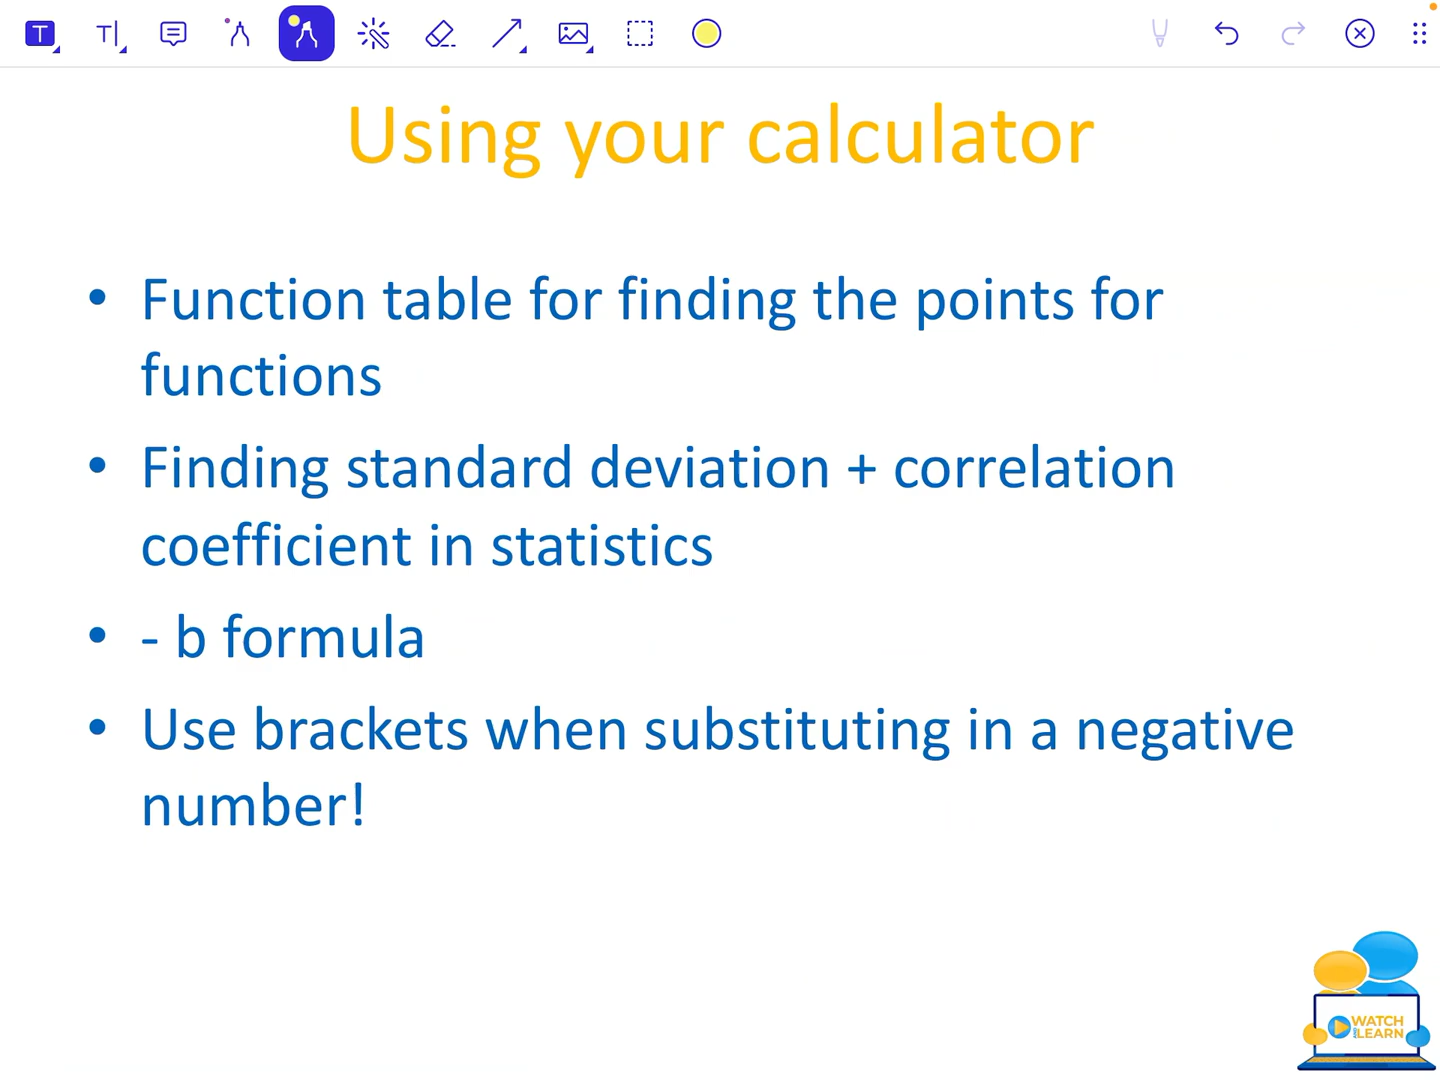 Using your calculator
• Function table for finding the points for
functions
• Finding standard deviation + correlation
coefficient in statistics
• - b formula
• Use brackets when substituting in a negative
number!
WATCH
AND LEARN